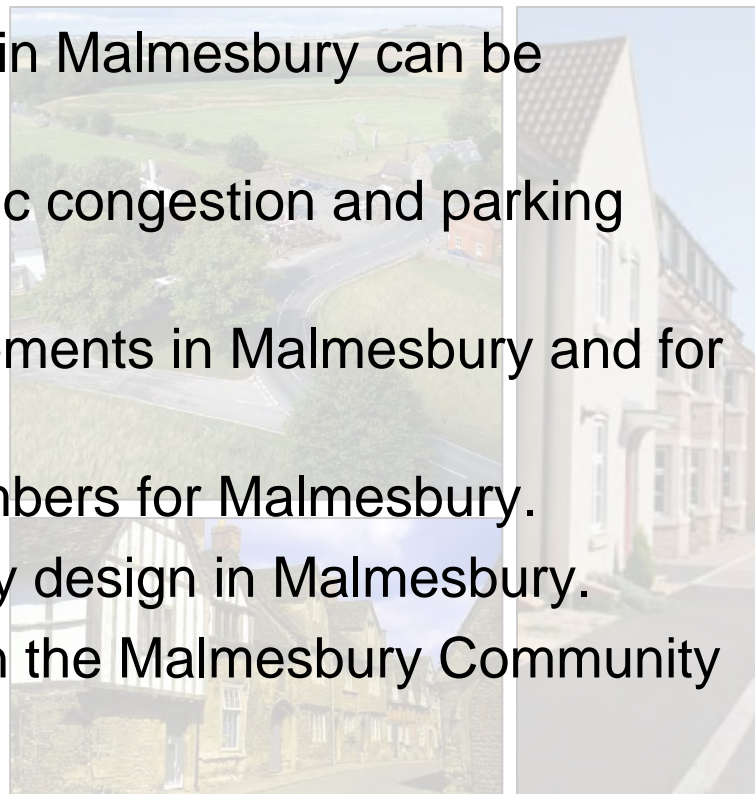 in Malmesbury can be
c congestion and parking
ments in Malmesbury and for
bers for Malmesbury.
y design in Malmesbury.
the Malmesbury Community